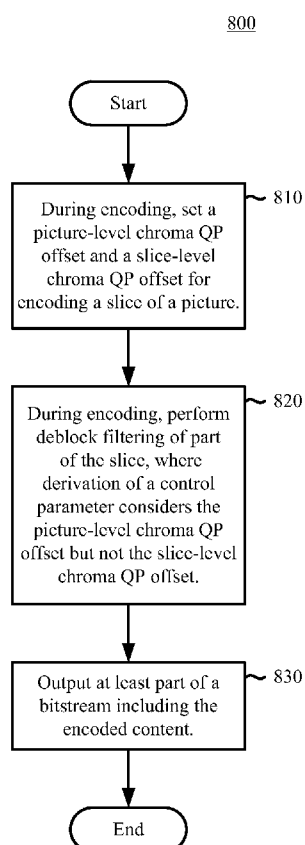 800
Start
810
During encoding, set a
picture-level chroma QP
offset and a slice-level
chroma QP offset for
encoding a slice of a picture.
820
During encoding, perform
deblock filtering of part
of the slice, where
derivation of a control
parameter considers the
picture-level chroma QP
offset but not the slice-level
chroma QP offset.
830
Output at least part of a
bitstream including the
encoded content.
End